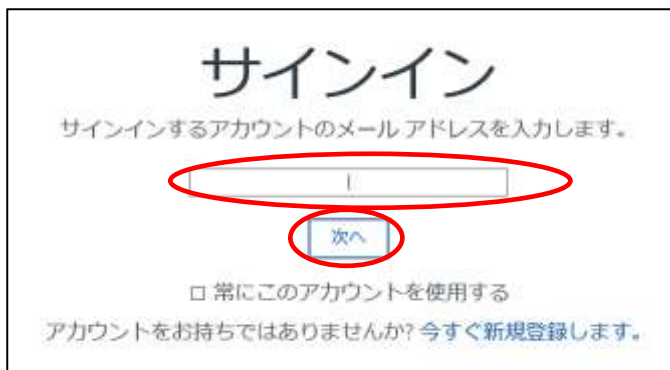 サインイン
サインインするアカウントのメール アドレスを入力します。
次へ
常にこのアカウントを使用する
アカウントをお持ちではありませんか? 今すぐ新規登録します。